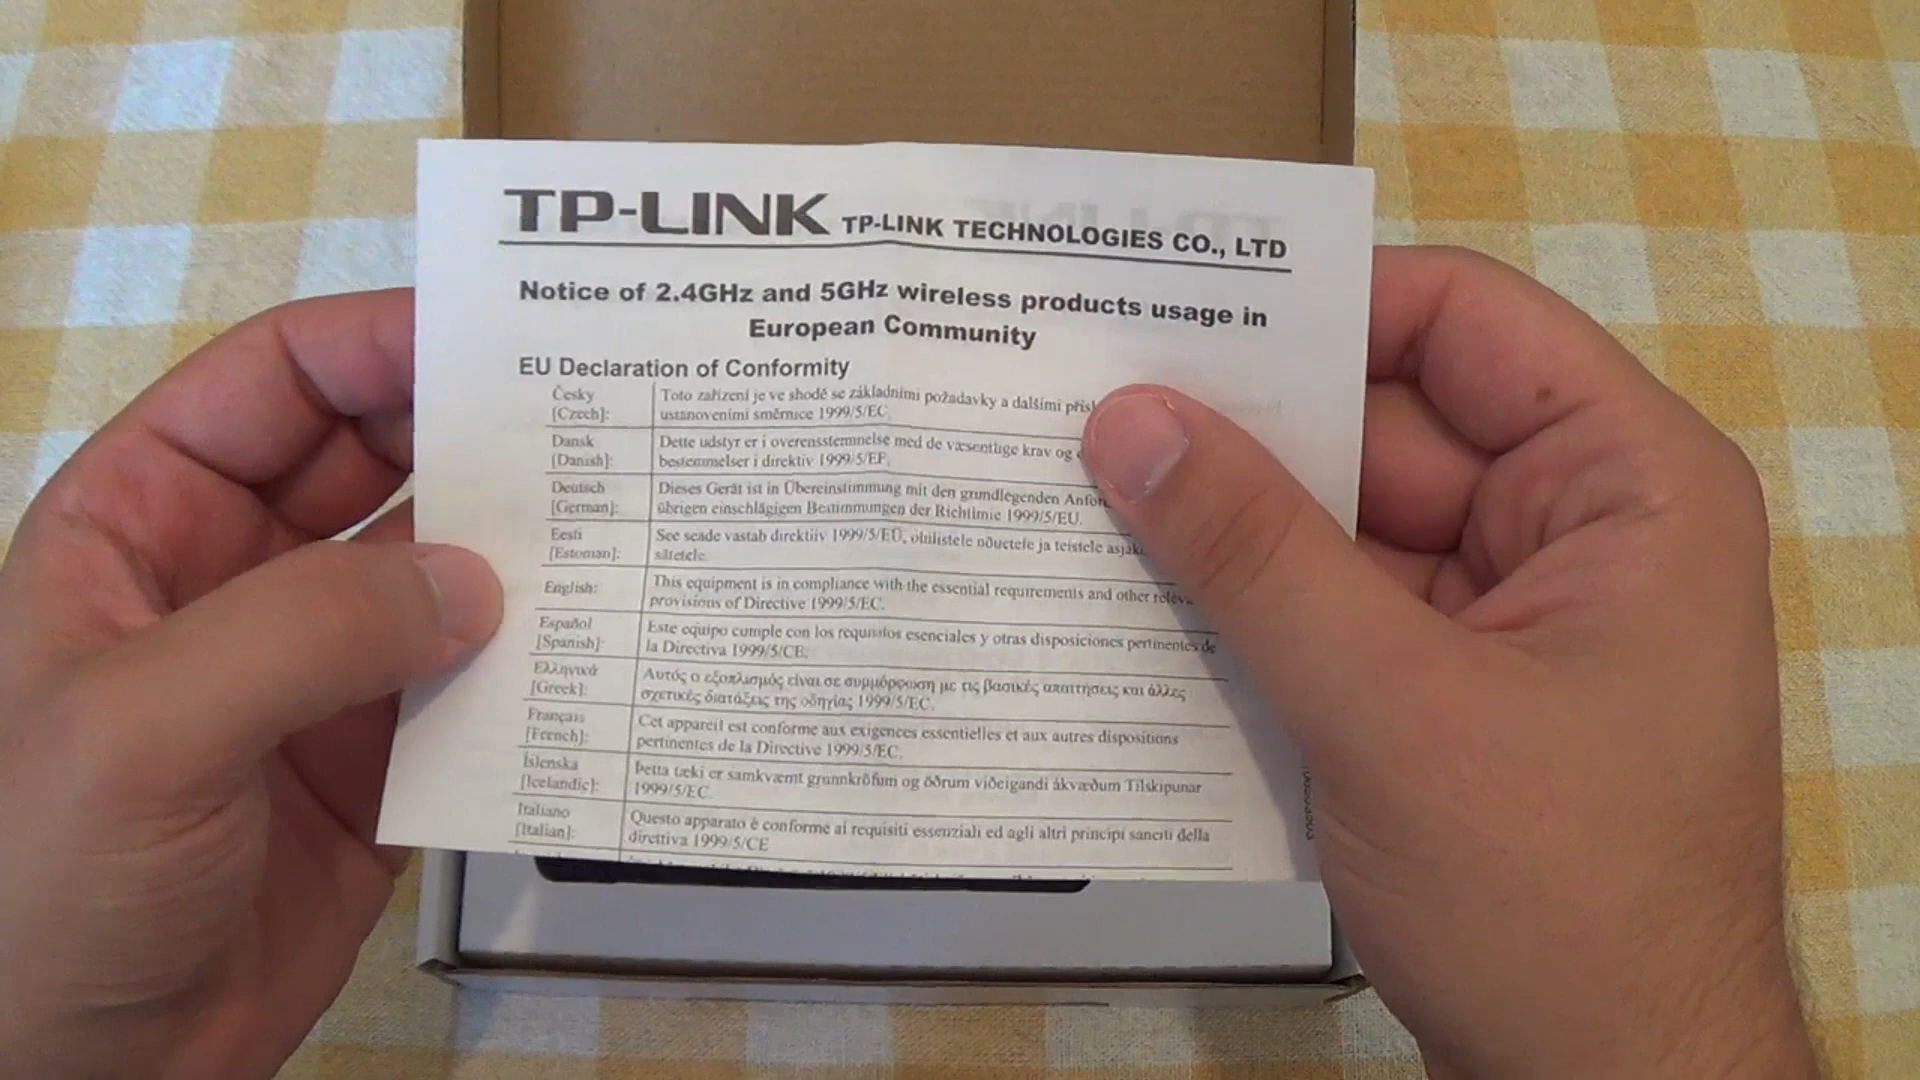 TP-LINK TP-LINK TECHNOLOGIES CO., LTD
Notice of 2.4GHz and 5GHz wireless products usage in
European Community
EU Declaration of Conformity
Česky
[Czech]:
Toto zařízení je ve shodě se základními požadavky a dalšími
ustanoveními směrnice 1999/5/EC.
Dansk
[Danish]:
Dette udstyr er i overensstemmelse med de væsentlige krav og
bestemmelser i direktiv 1999/5/EF.
Deutsch
[German]:
Dieses Gerät ist in Übereinstimmung mit den grundlegenden
übrigen einschlägigen Bestimmungen der Richtlinie 1999/5/EU.
Eesti
[Estonian]:
See seade vastab direktiiv 1999/5/EÜ, olulistele nõuetele ja teistele
sätetele.
English:
This equipment is in compliance with the essential requirements and other
provisions of Directive 1999/5/EC.
Español
[Spanish]:
Este equipo cumple con los requisitos esenciales y otras disposiciones pertinentes de
la Directiva 1999/5/CE.
Ελληνικά
[Greek]:
Αυτός ο εξοπλισμός είναι σε συμμόρφωση με τις βασικές απαιτήσεις και άλλες
σχετικές διατάξεις της οδηγίας 1999/5/EC.
Français
[French]:
Cet appareil est conforme aux exigences essentielles et aux autres dispositions
pertinentes de la Directive 1999/5/EC.
Íslenska
[Icelandic]:
Þetta tæki er samkvæmt grunnkröfum og öðrum viðeigandi ákvæðum Tilskipunar
1999/5/EC.
Italiano
[Italian]:
Questo apparato è conforme ai requisiti essenziali ed agli altri principi sanciti della
direttiva 1999/5/CE